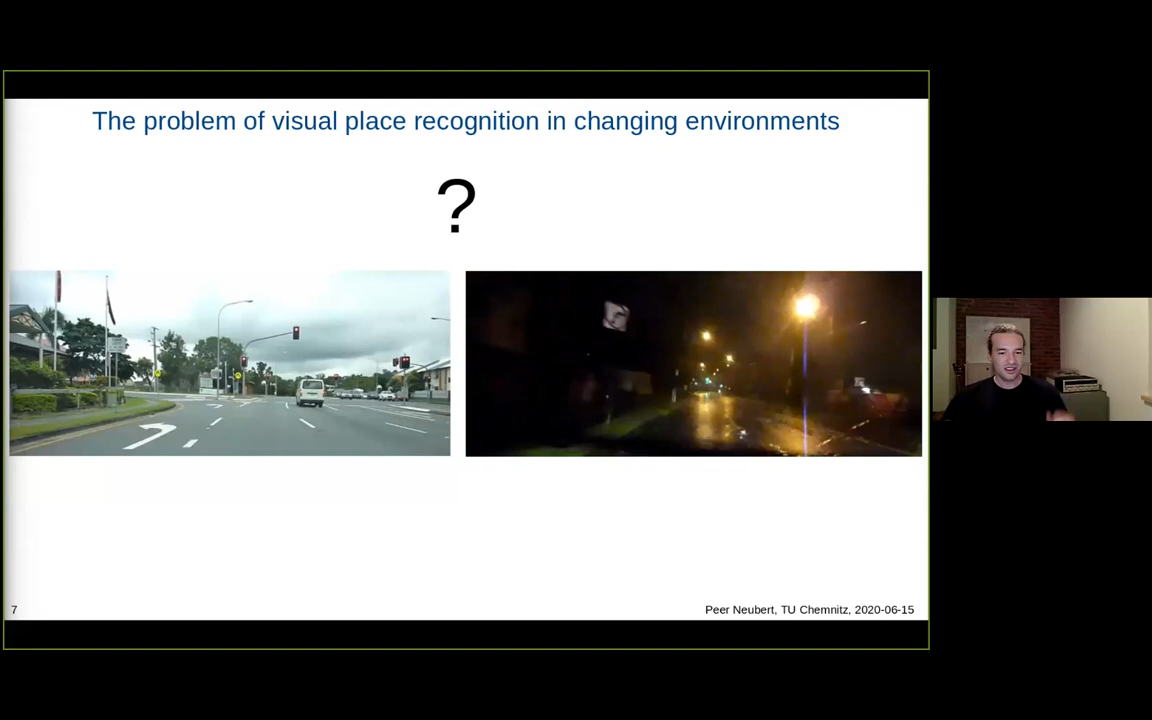 The problem of visual place recognition in changing environments
?
7
Peer Neubert, TU Chemnitz, 2020-06-15